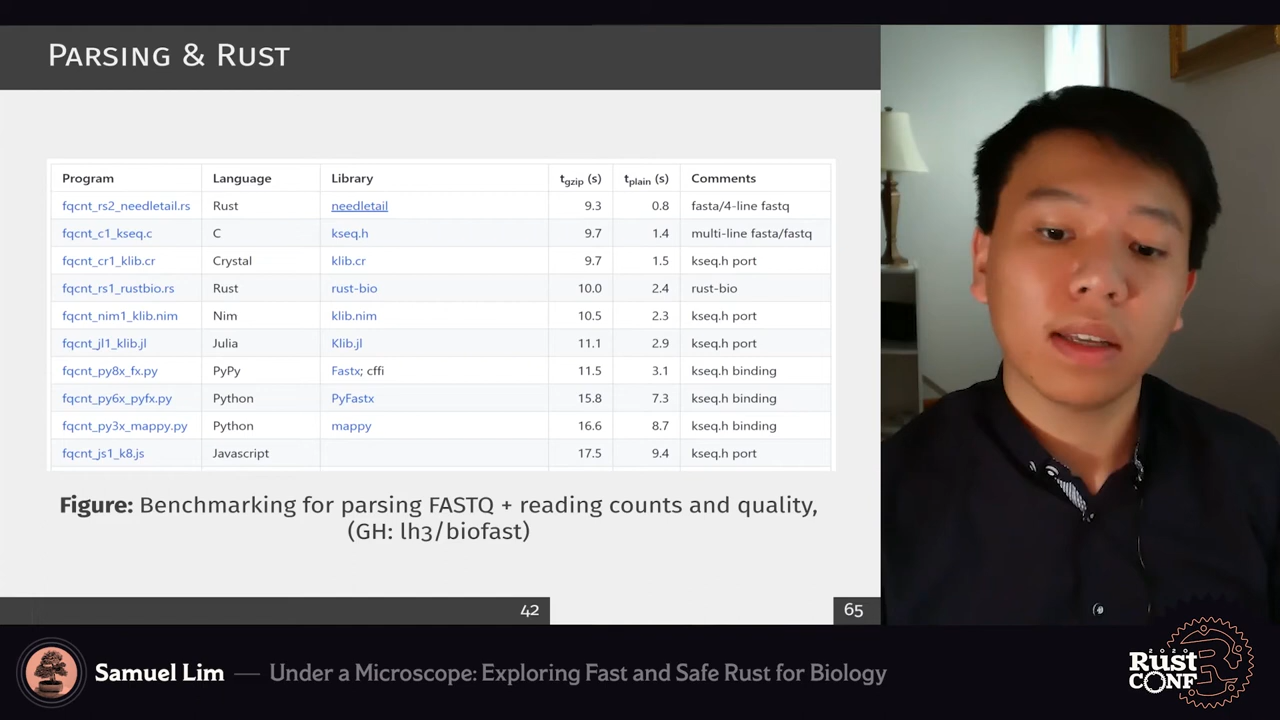 Parsing & Rust
Program Language Library tgzip (s) tplain (s) Comments
fqcnt_rs2_needletail.rs Rust needletail 9.3 0.8 fasta/4-line fastq
fqcnt_c1_kseq.c C kseq.h 9.7 1.4 multi-line fasta/fastq
fqcnt_cr1_klib.cr Crystal klib.cr 9.7 1.5 kseq.h port
fqcnt_rs1_rustbio.rs Rust rust-bio 10.0 2.4 rust-bio
fqcnt_nim1_klib.nim Nim klib.nim 10.5 2.3 kseq.h port
fqcnt_jl1_klib.jl Julia Klib.jl 11.1 2.9 kseq.h port
fqcnt_py8x_fx.py PyPy Fastx; cffi 11.5 3.1 kseq.h binding
fqcnt_py6x_pyfx.py Python PyFastx 15.8 7.3 kseq.h binding
fqcnt_py3x_mappy.py Python mappy 16.6 8.7 kseq.h binding
fqcnt_js1_k8.js Javascript 17.5 9.4 kseq.h port
Figure: Benchmarking for parsing FASTQ + reading counts and quality,
(GH: lh3/biofast)
42 65
Samuel Lim — Under a Microscope: Exploring Fast and Safe Rust for Biology
2020
Rust
CONF